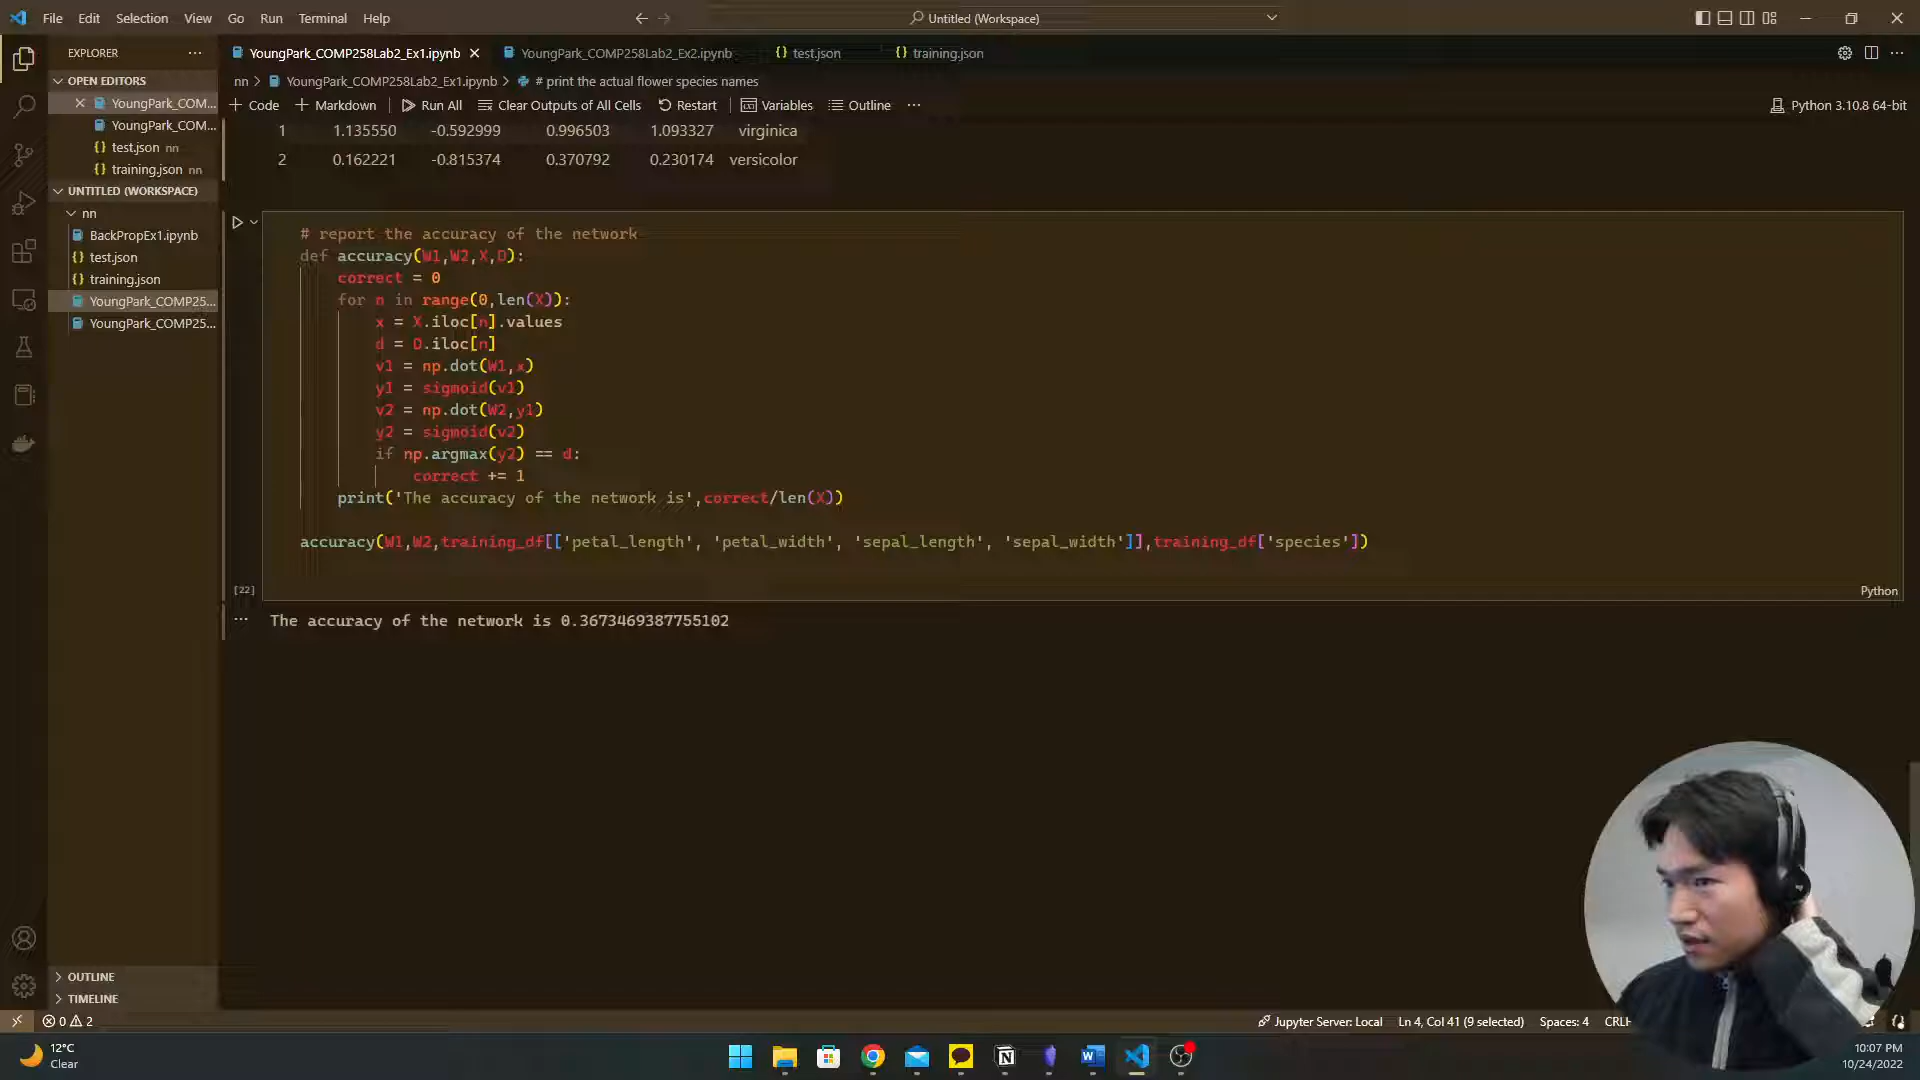 File Edit Selection View Go Run Terminal Help
Untitled (Workspace)
EXPLORER
YoungPark_COMP258Lab2_Ex1.ipynb
YoungPark_COMP258Lab2_Ex2.ipynb
test.json
training.json
OPEN EDITORS
nn > YoungPark_COMP258Lab2_Ex1.ipynb > # print the actual flower species names
YoungPark_COM...
Code Markdown Run All Clear Outputs of All Cells Restart Variables Outline ...
Python 3.10.8 64-bit
YoungPark_COM...
test.json nn
training.json nn
UNTITLED (WORKSPACE)
nn
BackPropEx1.ipynb
test.json
training.json
YoungPark_COMP25...
YoungPark_COMP25...
1 1.135550 -0.592999 0.996503 1.093327 virginica
2 0.162221 -0.815374 0.370792 0.230174 versicolor
# report the accuracy of the network
def accuracy(W1,W2,X,D):
correct = 0
for n in range(0,len(X)):
x = X.iloc[n].values
d = D.iloc[n]
v1 = np.dot(W1,x)
y1 = sigmoid(v1)
v2 = np.dot(W2,y1)
y2 = sigmoid(v2)
if np.argmax(y2) == d:
correct += 1
print('The accuracy of the network is',correct/len(X))
accuracy(W1,W2,training_df[['petal_length', 'petal_width', 'sepal_length', 'sepal_width']],training_df['species'])
[22]
Python
The accuracy of the network is 0.3673469387755102
OUTLINE
TIMELINE
0 2
Jupyter Server: Local Ln 4, Col 41 (9 selected) Spaces: 4
12°C
Clear
10:07 PM
10/24/2022